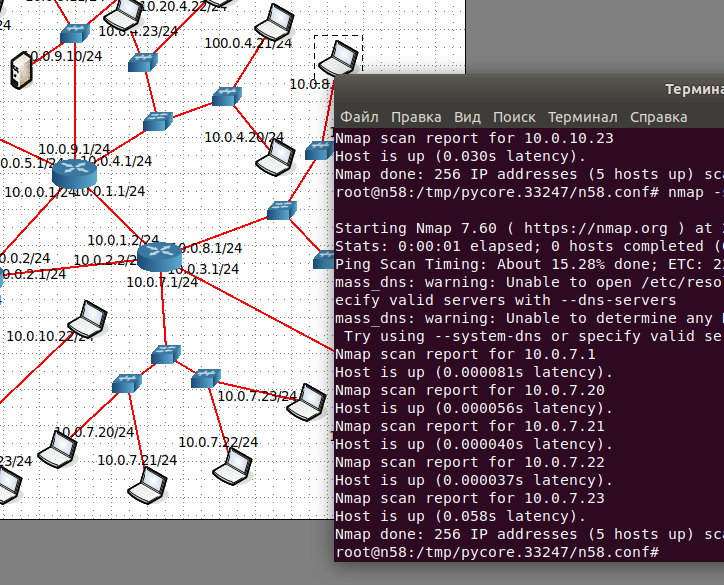 10.20.4.22/24
24
10.0.4.23/24
100.0.4.21/24
10.0.9.10/24
10.0.8.
10.0.4.20/24
10.0.9.1/24
0.0.5.1/24
10.0.4.1/24
10.0.0.1/24
10.0.1.1/24
10.0.1.2/24
10.0.8.1/24
0.0.2/24
10.0.2.2/24
10.0.3.1/24
0.0.2.1/24
10.0.7.1/24
10.0.10.22/24
10.0.7.23/24
10.0.7.20/24
10.0.7.22/24
23/24
10.0.7.21/24
Термина
Файл Правка Вид Поиск Терминал Справка
Nmap scan report for 10.0.10.23
Host is up (0.030s latency).
Nmap done: 256 IP addresses (5 hosts up) sca
root@n58:/tmp/pycore.33247/n58.conf# nmap -
Starting Nmap 7.60 ( https://nmap.org ) at
Stats: 0:00:01 elapsed; 0 hosts completed (
Ping Scan Timing: About 15.28% done; ETC: 2
mass_dns: warning: Unable to open /etc/reso
ecify valid servers with --dns-servers
mass_dns: warning: Unable to determine any
Try using --system-dns or specify valid se
Nmap scan report for 10.0.7.1
Host is up (0.000081s latency).
Nmap scan report for 10.0.7.20
Host is up (0.000056s latency).
Nmap scan report for 10.0.7.21
Host is up (0.000040s latency).
Nmap scan report for 10.0.7.22
Host is up (0.000037s latency).
Nmap scan report for 10.0.7.23
Host is up (0.058s latency).
Nmap done: 256 IP addresses (5 hosts up) sca
root@n58:/tmp/pycore.33247/n58.conf#